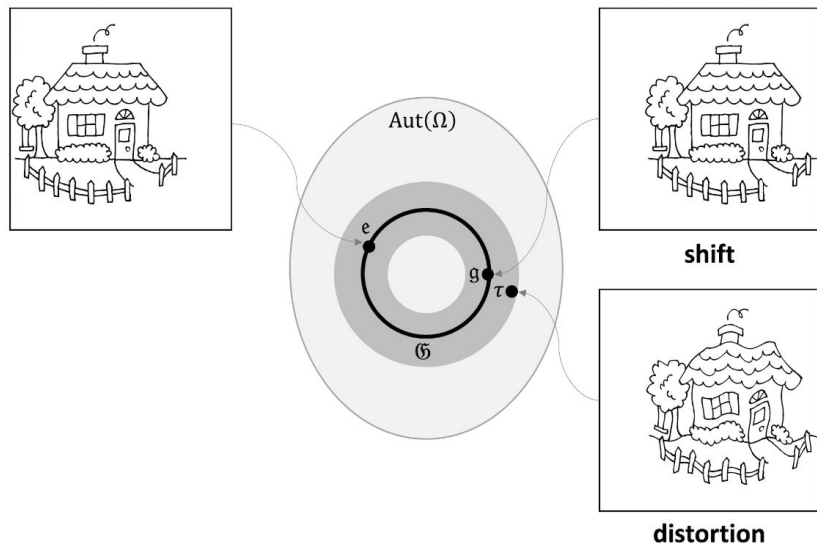 Aut(Ω)
𝔢
𝔤
τ
𝔊
shift
distortion